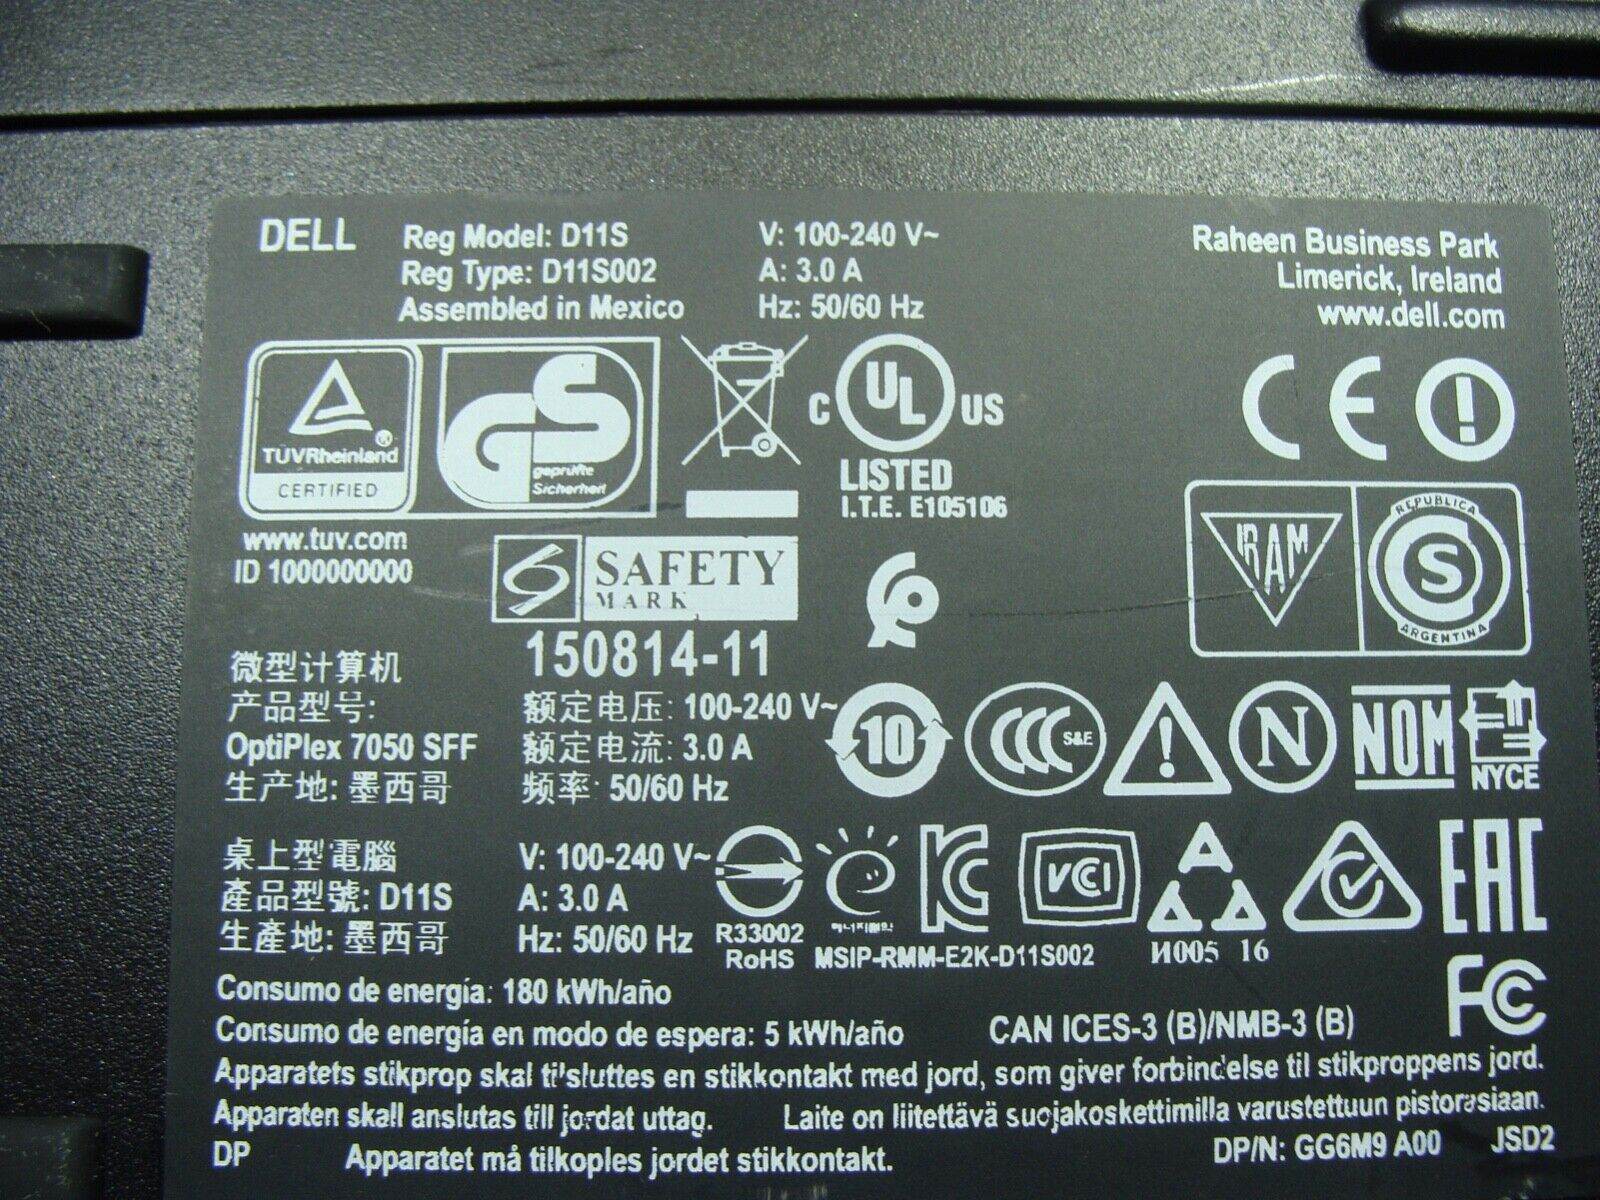 DELL
Reg Model: D11S
Reg Type: D11S002
Assembled in Mexico
V: 100-240 V~
A: 3.0 A
Hz: 50/60 Hz
Raheen Business Park
Limerick, Ireland
www.dell.com
TÜVRheinland
CERTIFIED
www.tuv.com
ID 1000000000
GS
geprüfte
Sicherheit
C UL US
LISTED
I.T.E. E105106
CE
SAFETY
MARK
150814-11
IRAM
REPUBLICA
S
ARGENTINA
微型计算机
产品型号:
OptiPlex 7050 SFF
生产地: 墨西哥
额定电压: 100-240 V~
额定电流: 3.0 A
频率: 50/60 Hz
10
CCC S&E
N
NOM
NYCE
桌上型電腦
產品型號: D11S
生產地: 墨西哥
V: 100-240 V~
A: 3.0 A
Hz: 50/60 Hz
R33002
RoHS
MSIP-RMM-E2K-D11S002
VCCI
И005 16
EAC
Consumo de energía: 180 kWh/año
Consumo de energía en modo de espera: 5 kWh/año
CAN ICES-3 (B)/NMB-3 (B)
FC
Apparatets stikprop skal tilsluttes en stikkontakt med jord, som giver forbindelse til stikproppens jord.
Apparaten skall anslutas till jordat uttag.
Laite on liitettävä suojakoskettimilla varustettuun pistorasiaan.
DP
Apparatet må tilkoples jordet stikkontakt.
DP/N: GG6M9 A00
JSD2